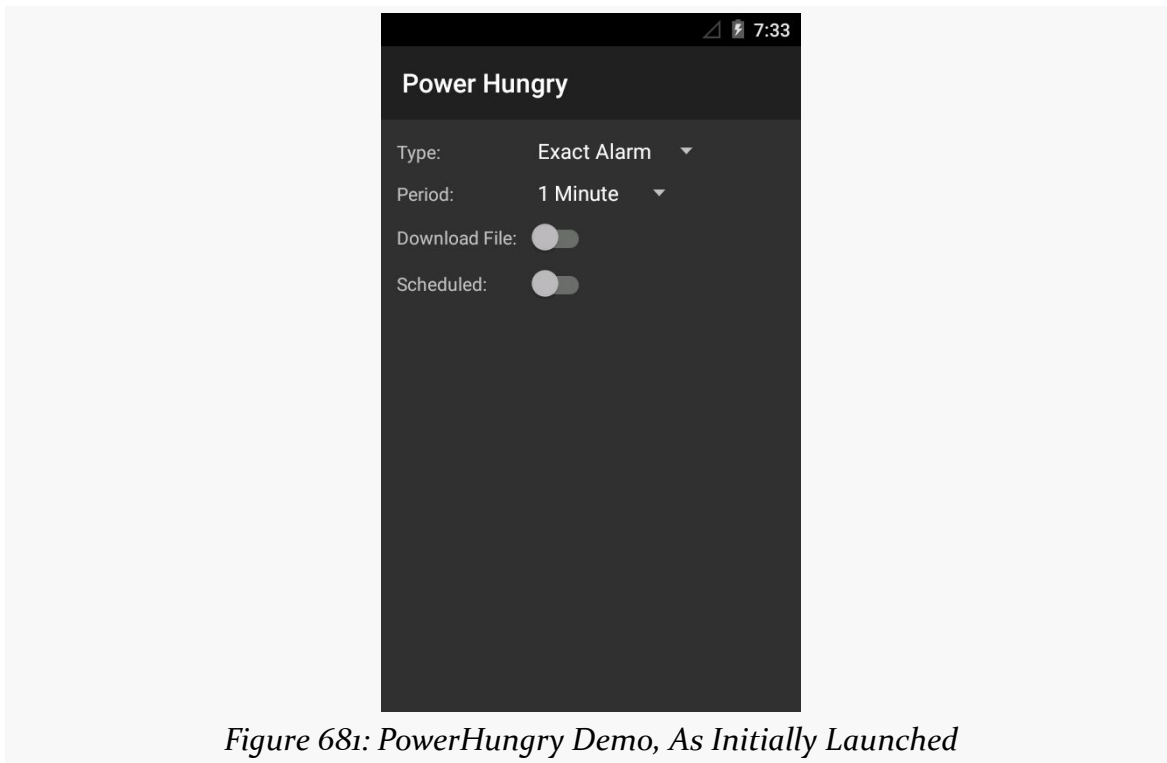 7:33
Power Hungry
Type: Exact Alarm
Period: 1 Minute
Download File:
Scheduled:
Figure 681: PowerHungry Demo, As Initially Launched